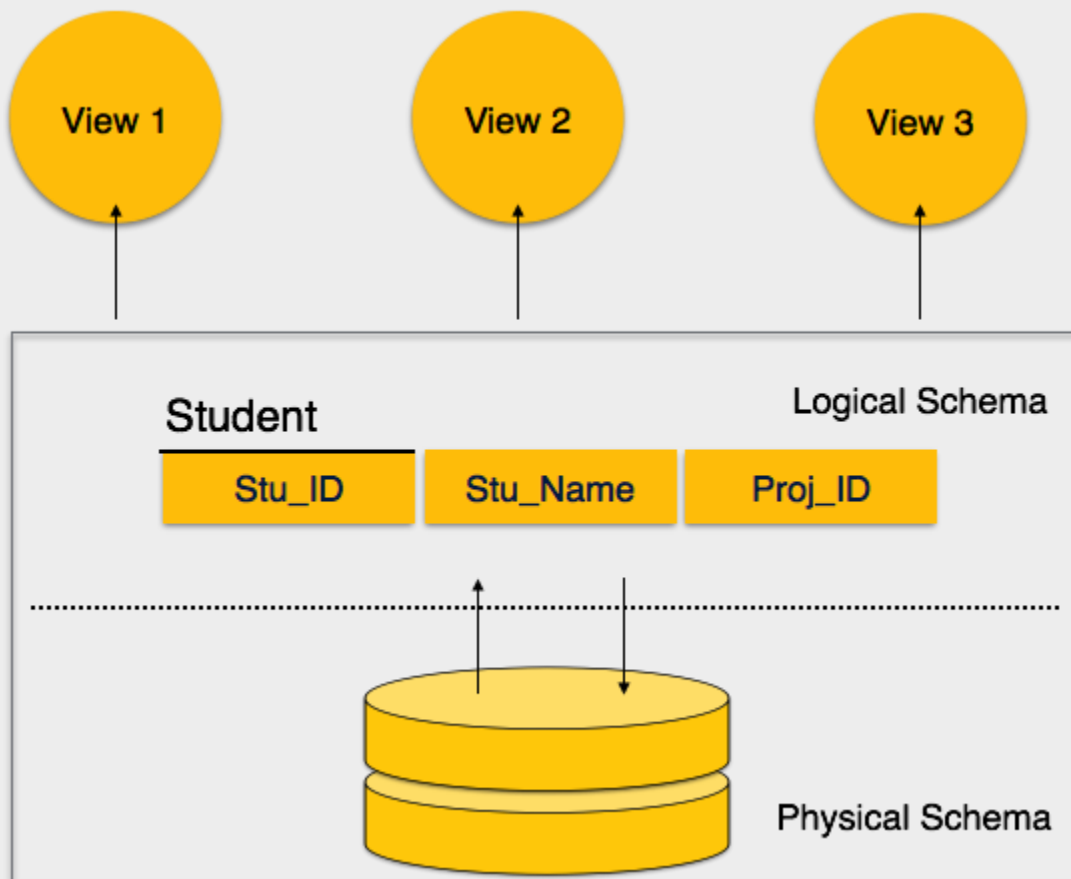 View 1
View 2
View 3
Logical Schema
Student
Stu_ID
Stu_Name
Proj_ID
Physical Schema